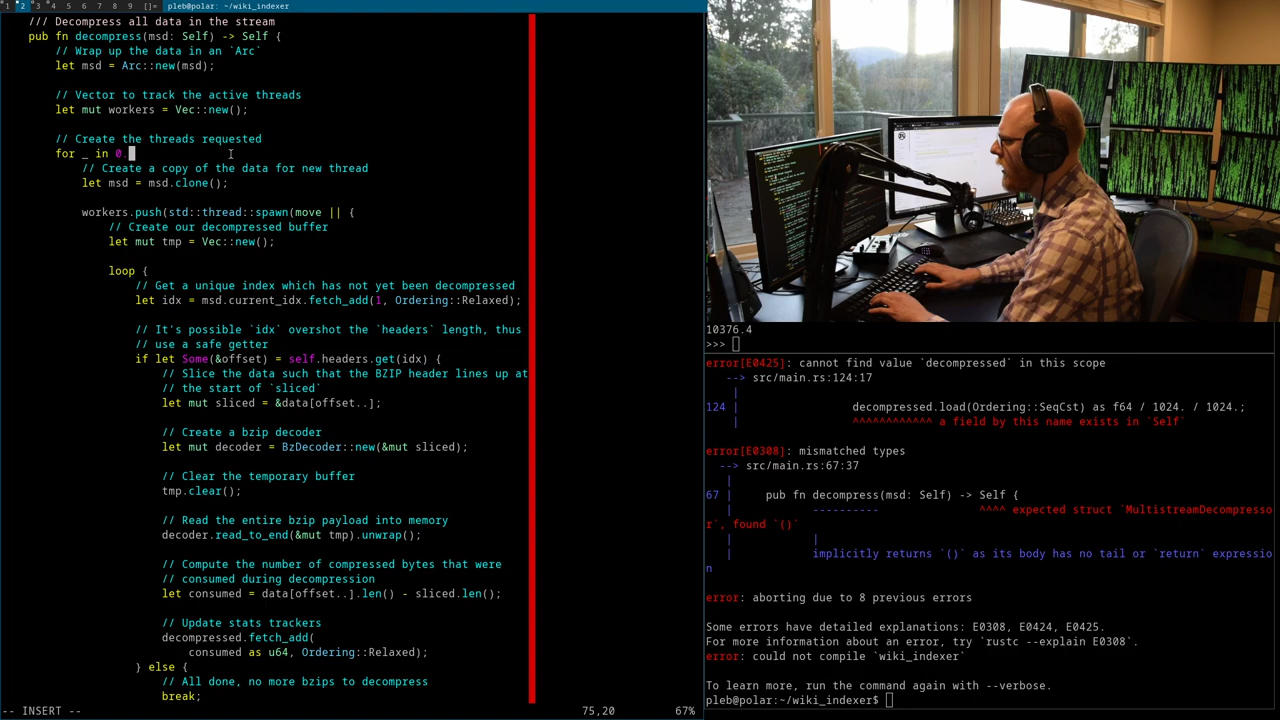 1 2 3 4 5 6 7 8 9 []= pleb@polar: ~/wiki_indexer
/// Decompress all data in the stream
pub fn decompress(msd: Self) -> Self {
// Wrap up the data in an `Arc`
let msd = Arc::new(msd);
// Vector to track the active threads
let mut workers = Vec::new();
// Create the threads requested
for _ in 0.
// Create a copy of the data for new thread
let msd = msd.clone();
workers.push(std::thread::spawn(move || {
// Create our decompressed buffer
let mut tmp = Vec::new();
loop {
// Get a unique index which has not yet been decompressed
let idx = msd.current_idx.fetch_add(1, Ordering::Relaxed);
// It's possible `idx` overshot the `headers` length, thus
// use a safe getter
if let Some(&offset) = self.headers.get(idx) {
// Slice the data such that the BZIP header lines up at
// the start of `sliced`
let mut sliced = &data[offset..];
// Create a bzip decoder
let mut decoder = BzDecoder::new(&mut sliced);
// Clear the temporary buffer
tmp.clear();
// Read the entire bzip payload into memory
decoder.read_to_end(&mut tmp).unwrap();
// Compute the number of compressed bytes that were
// consumed during decompression
let consumed = data[offset..].len() - sliced.len();
// Update stats trackers
decompressed.fetch_add(
consumed as u64, Ordering::Relaxed);
} else {
// All done, no more bzips to decompress
break;
-- INSERT -- 75,20 67%
10376.4
>>>
error[E0425]: cannot find value `decompressed` in this scope
--> src/main.rs:124:17
|
124 | decompressed.load(Ordering::SeqCst) as f64 / 1024. / 1024.;
| ^^^^^^^^^^^^ a field by this name exists in `Self`
error[E0308]: mismatched types
--> src/main.rs:67:37
|
67 | pub fn decompress(msd: Self) -> Self {
| ---------- ^^^^ expected struct `MultistreamDecompresso
r`, found `()`
| |
| implicitly returns `()` as its body has no tail or `return` expressio
n
error: aborting due to 8 previous errors
Some errors have detailed explanations: E0308, E0424, E0425.
For more information about an error, try `rustc --explain E0308`.
error: could not compile `wiki_indexer`
To learn more, run the command again with --verbose.
pleb@polar:~/wiki_indexer$